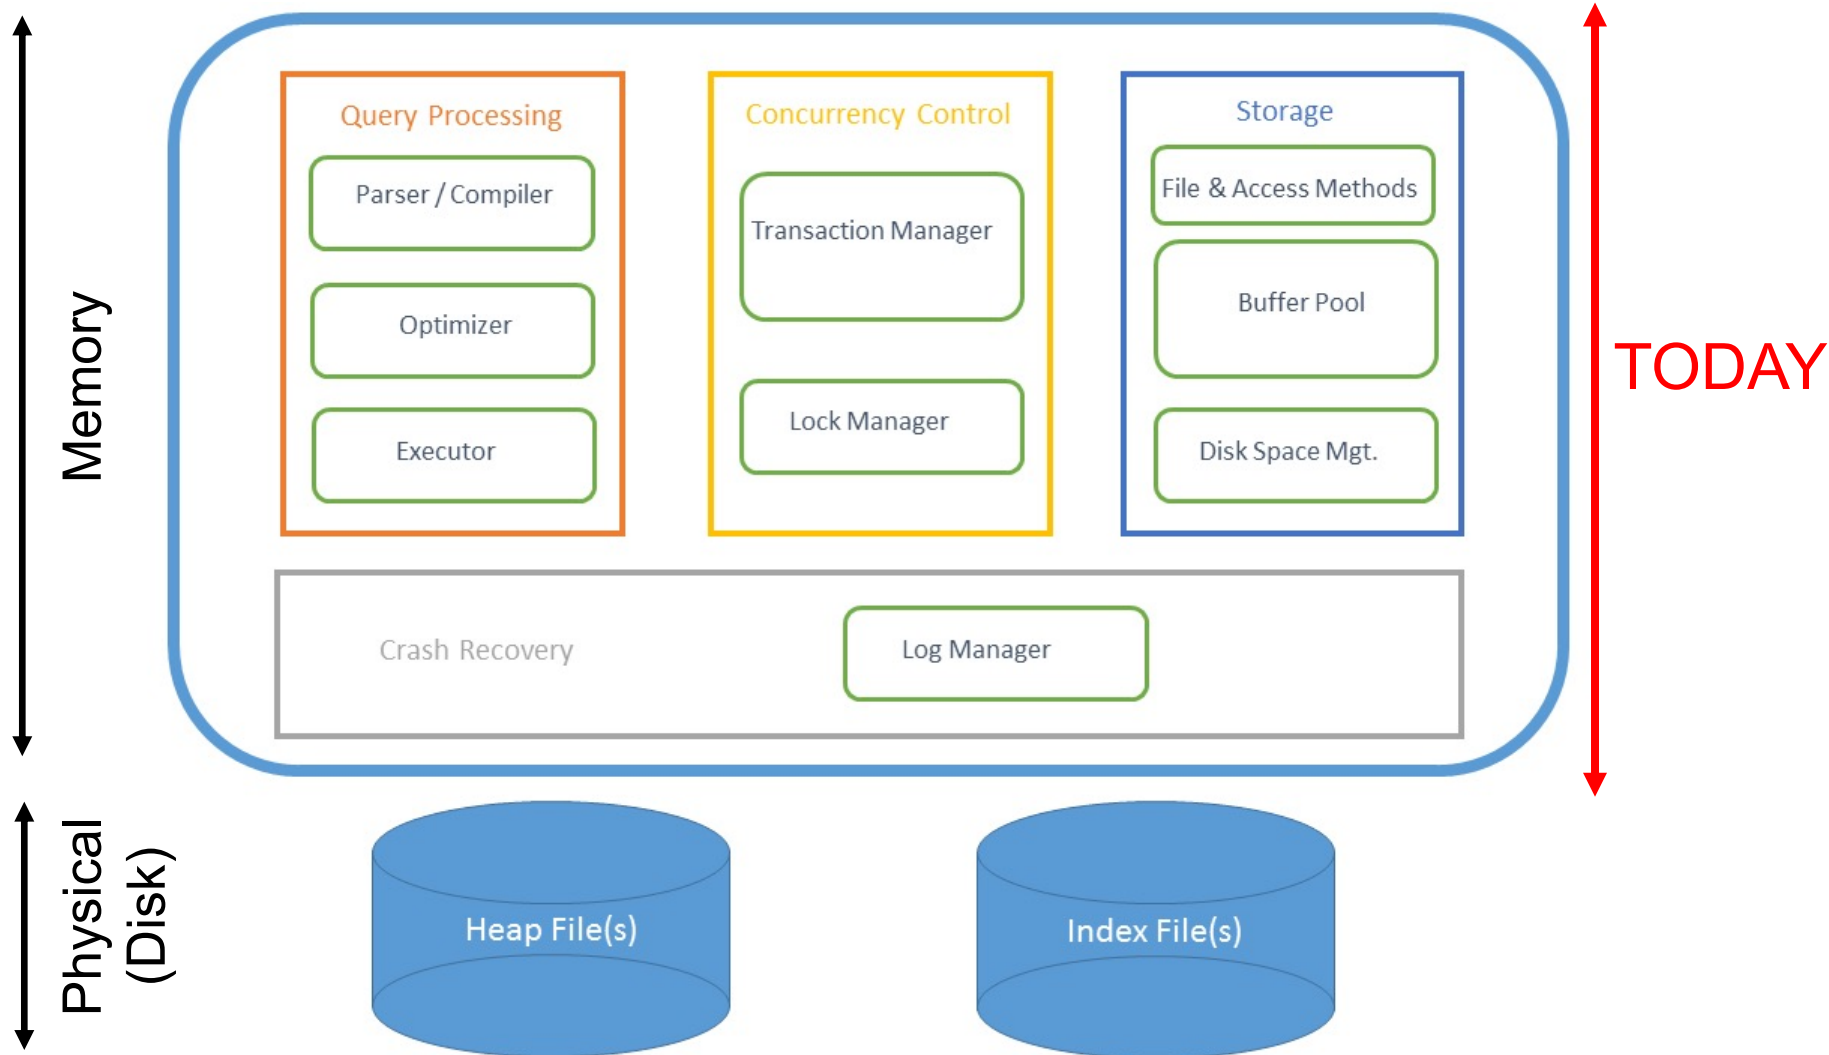 Memory
Query Processing
Parser / Compiler
Optimizer
Executor
Concurrency Control
Transaction Manager
Lock Manager
Storage
File & Access Methods
Buffer Pool
Disk Space Mgt.
TODAY
Crash Recovery
Log Manager
Physical
(Disk)
Heap File(s)
Index File(s)